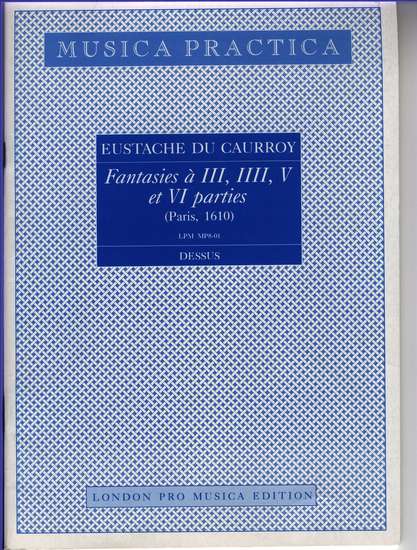 MUSICA PRACTICA
EUSTACHE DU CAURROY
Fantasies à III, IIII, V
et VI parties
(Paris, 1610)
LPM MP8-01
DESSUS
LONDON PRO MUSICA EDITION